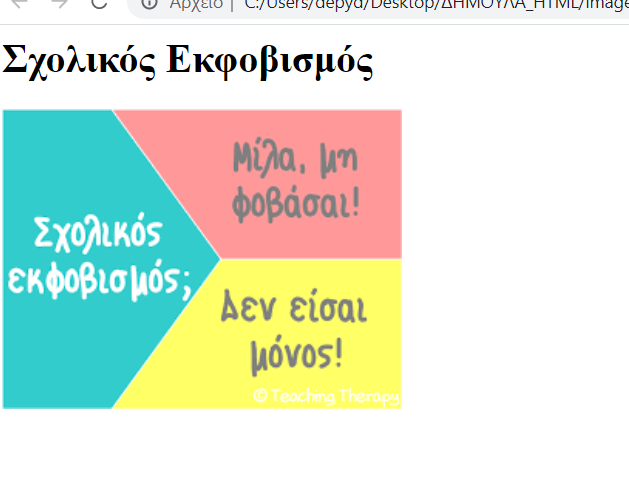 Αρχείο | C:/Users/depyd/Desktop/ΔΗΜΟΥΛΑ_HTML/image
Σχολικός Εκφοβισμός
Μίλα, μη
φοβάσαι!
Σχολικός
εκφοβισμός;
Δεν είσαι
μόνος!
© Teaching Therapy